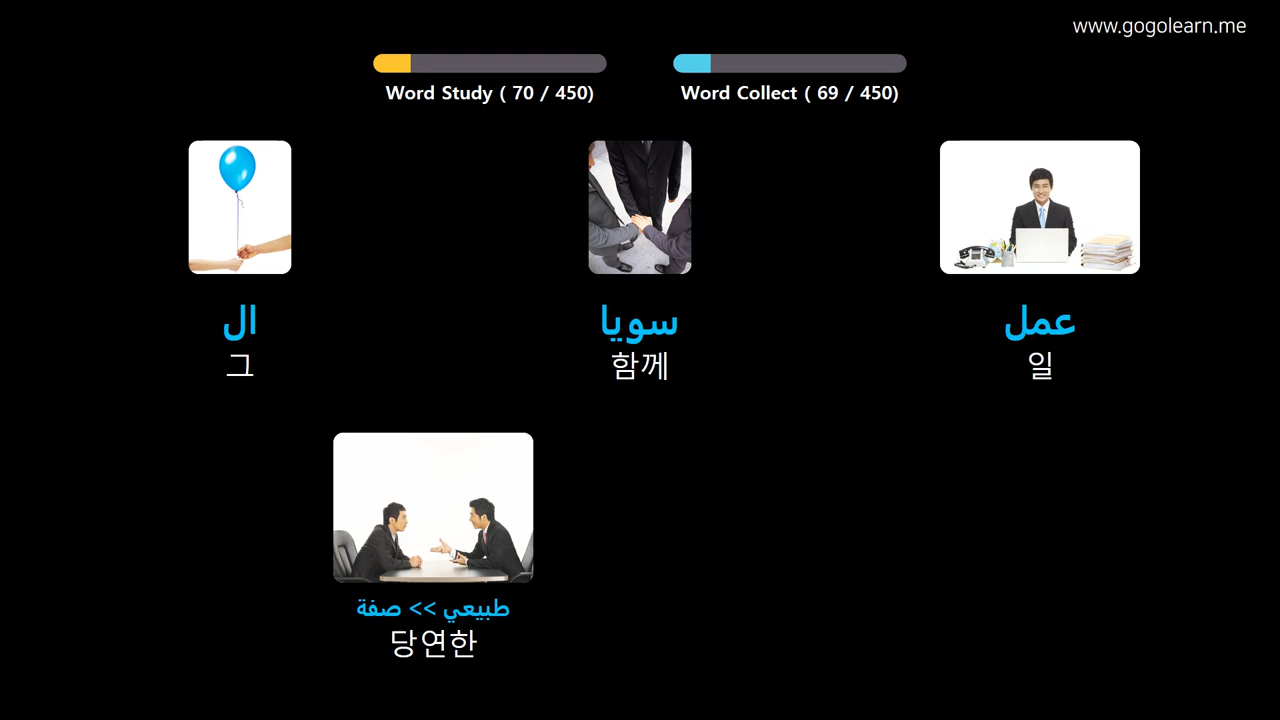 www.gogolearn.me
Word Study ( 70 / 450)
Word Collect ( 69 / 450)
ال
그
سويا
함께
عمل
일
طبيعي >> صفة
당연한